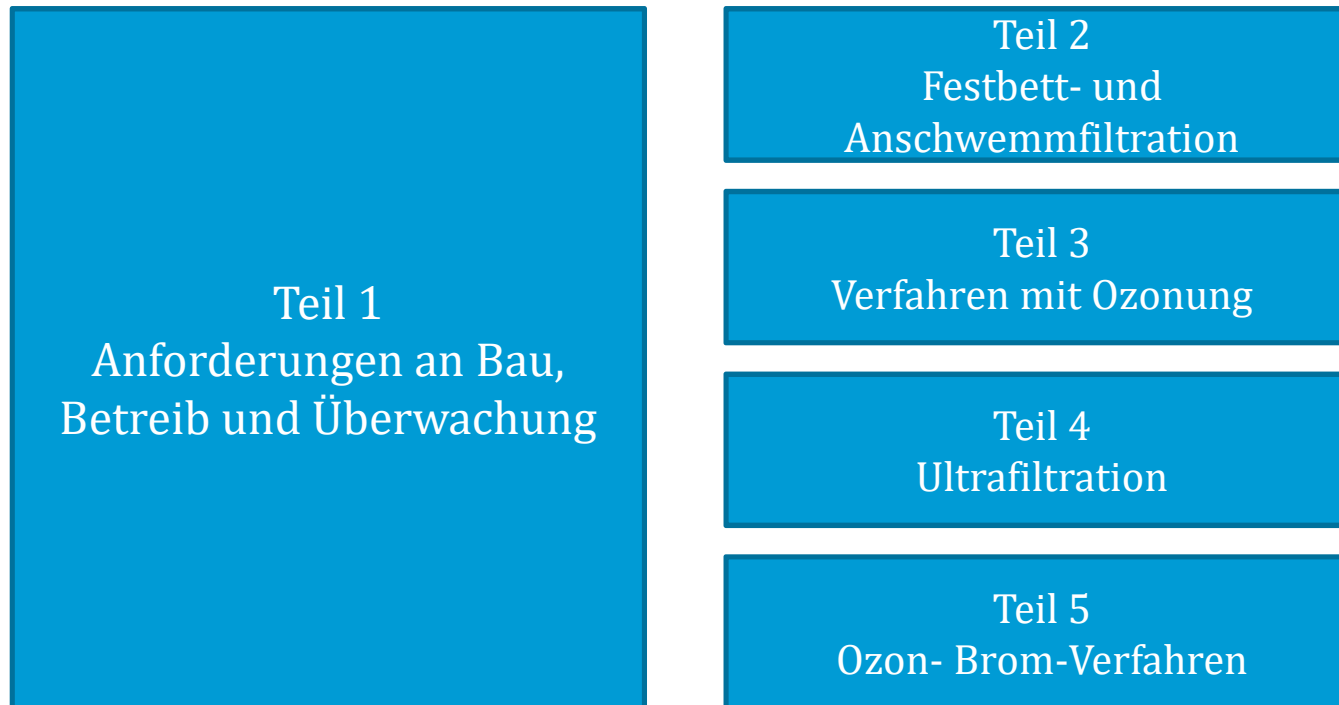 Teil 1
Anforderungen an Bau,
Betreib und Überwachung
Teil 2
Festbett- und
Anschwemmfiltration
Teil 3
Verfahren mit Ozonung
Teil 4
Ultrafiltration
Teil 5
Ozon- Brom-Verfahren